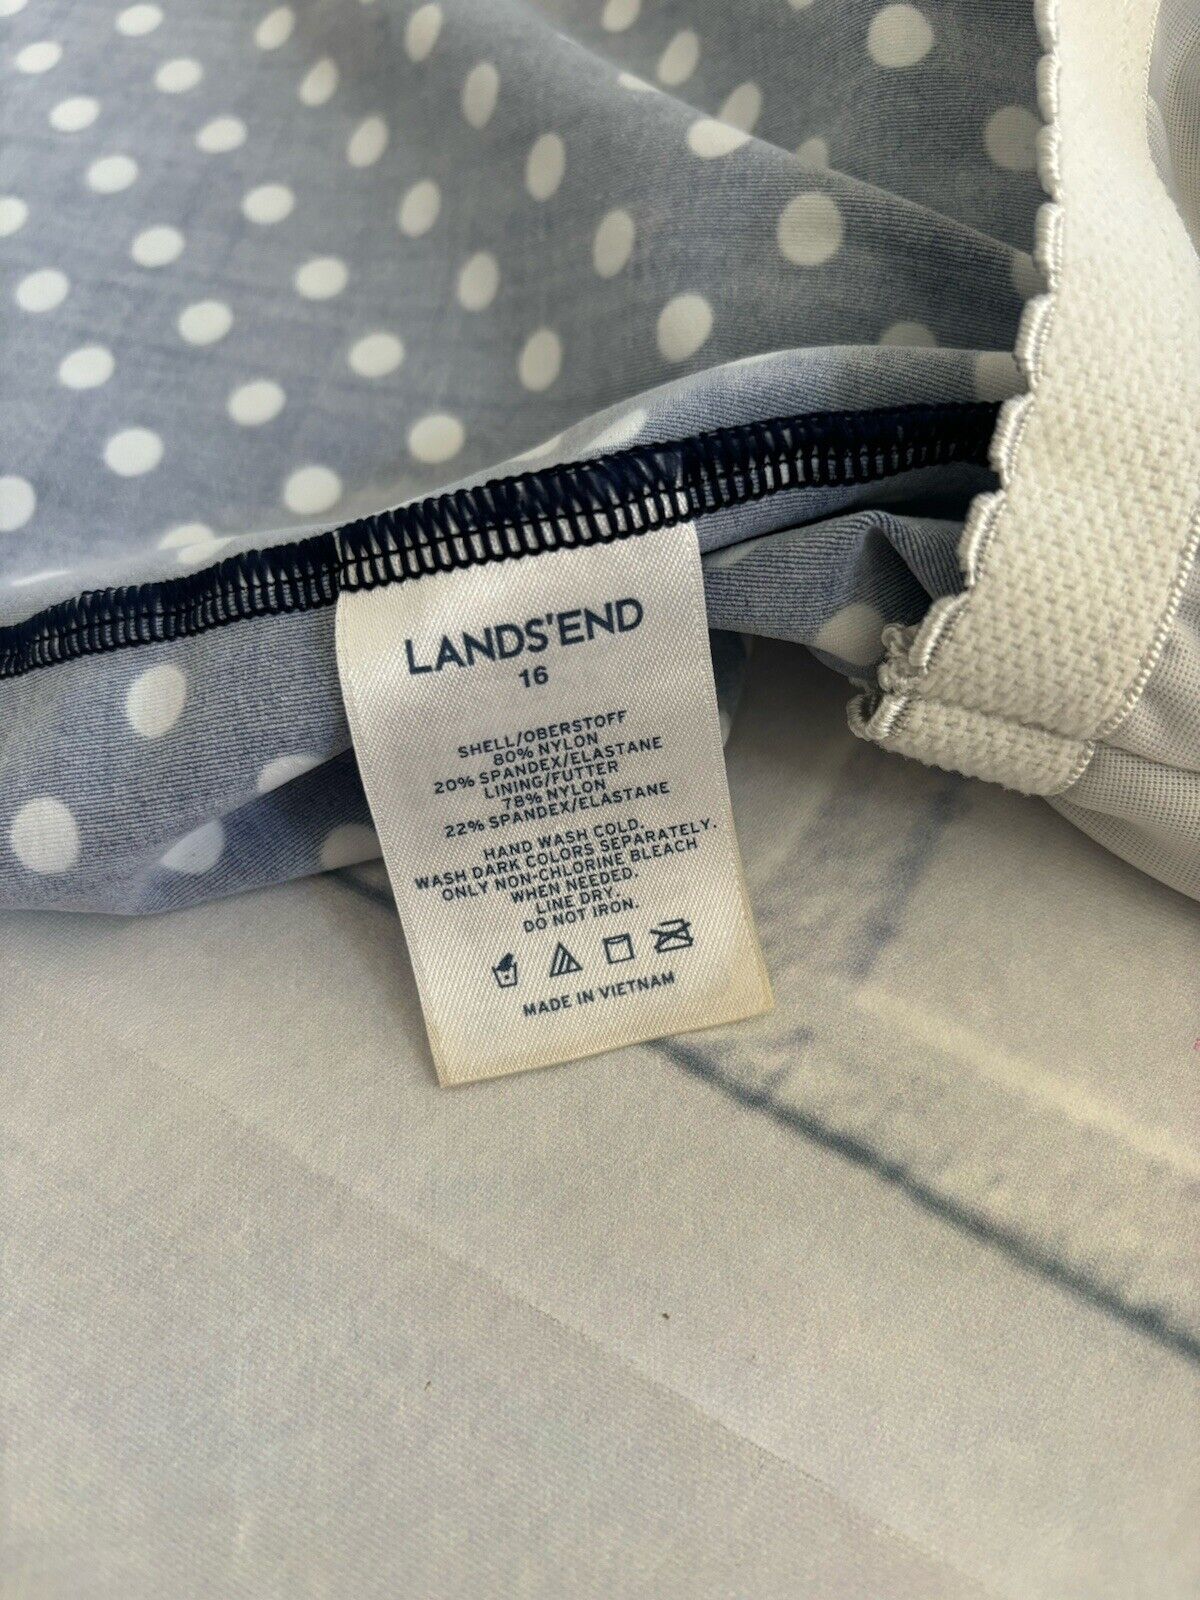 LANDS'END
16
SHELL/OBERSTOFF
80% NYLON
20% SPANDEX/ELASTANE
LINING/FUTTER
78% NYLON
22% SPANDEX/ELASTANE
HAND WASH COLD.
WASH DARK COLORS SEPARATELY.
ONLY NON-CHLORINE BLEACH
WHEN NEEDED.
LINE DRY.
DO NOT IRON.
MADE IN VIETNAM